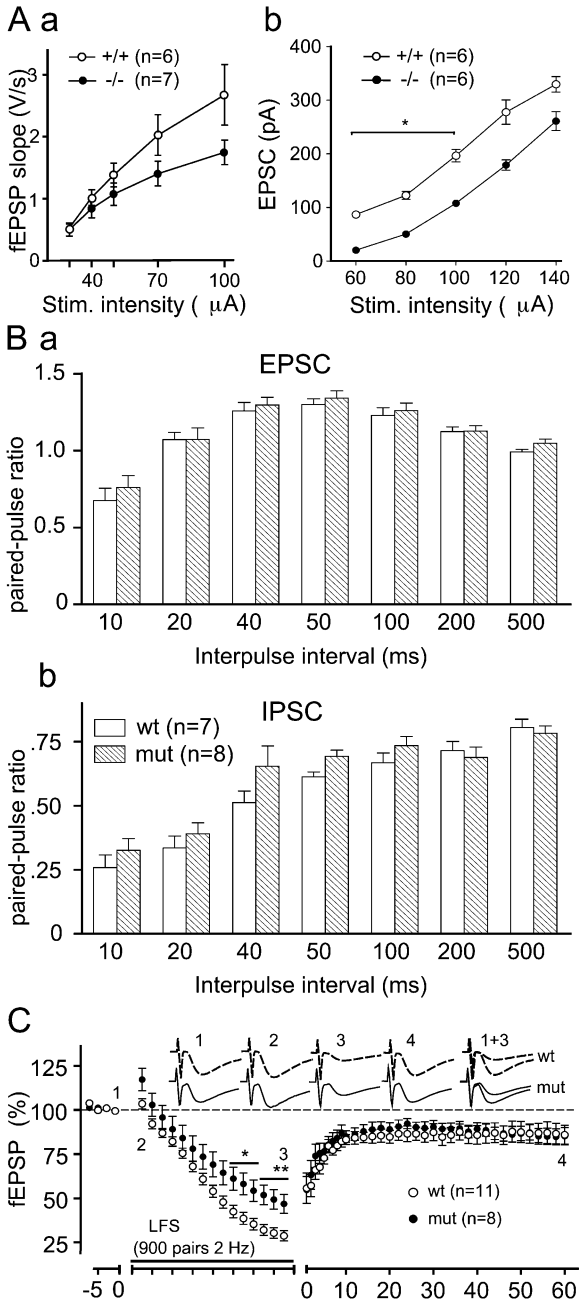 A a
+/+ (n=6)
-/- (n=7)
fEPSP slope (V/s)
3
2
1
0
40 70 100
Stim. intensity ( µA)
b
+/+ (n=6)
-/- (n=6)
*
EPSC (pA)
400
300
200
100
0
60 80 100 120 140
Stim. intensity ( µA)
B a
EPSC
paired-pulse ratio
1.5
1.0
0.5
0
10 20 40 50 100 200 500
Interpulse interval (ms)
b
IPSC
wt (n=7)
mut (n=8)
paired-pulse ratio
.75
.50
.25
0
10 20 40 50 100 200 500
Interpulse interval (ms)
C
1 2 3 4 1+3
wt
mut
fEPSP (%)
125
100
75
50
25
1
2
*
3
**
4
LFS
(900 pairs 2 Hz)
wt (n=11)
mut (n=8)
-5 0 0 10 20 30 40 50 60